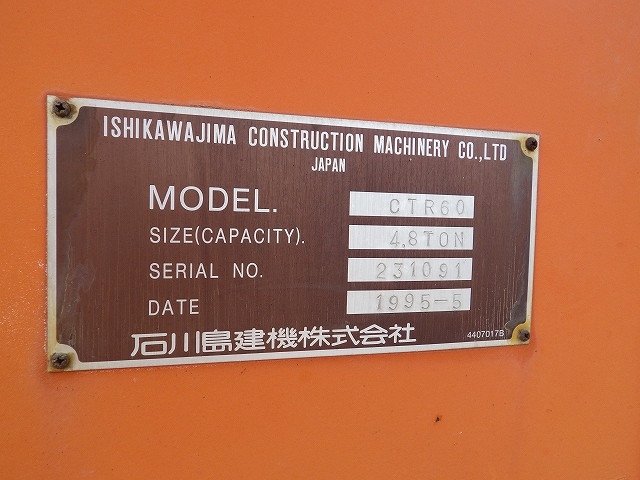 ISHIKAWAJIMA CONSTRUCTION MACHINERY CO.,LTD
JAPAN
MODEL. CTR60
SIZE(CAPACITY). 4.8TON
SERIAL NO. 231091
DATE 1995-5
石川島建機株式会社 4407017B